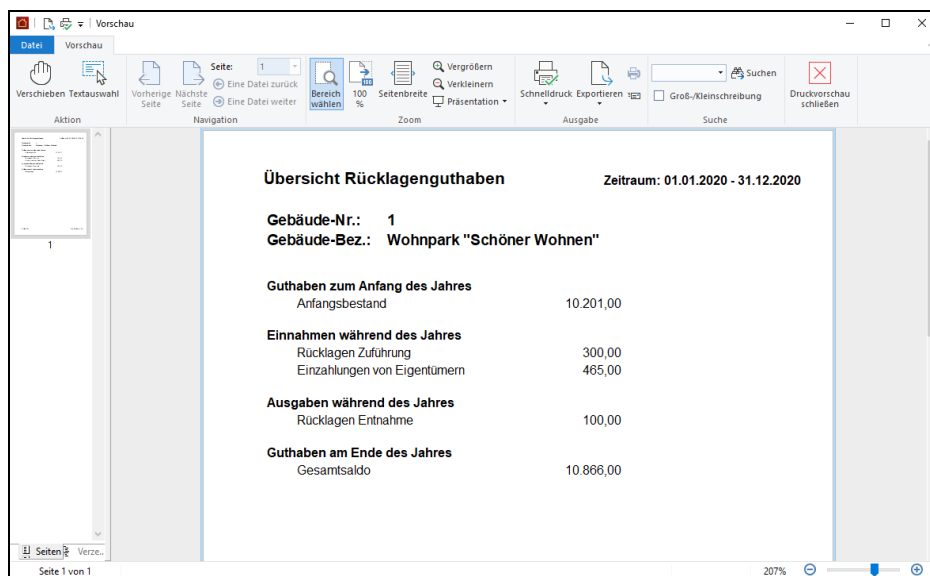 Vorschau
Datei Vorschau
Verschieben Textauswahl
Aktion
Vorherige Seite
Nächste Seite
Seite: 1
Eine Datei zurück
Eine Datei weiter
Navigation
Bereich wählen
100 %
Seitenbreite
Vergrößern
Verkleinern
Präsentation
Zoom
Schnelldruck Exportieren
Ausgabe
Suchen
Groß-/Kleinschreibung
Suche
Druckvorschau schließen
1
Übersicht Rücklagenguthaben Zeitraum: 01.01.2020 - 31.12.2020
Gebäude-Nr.: 1
Gebäude-Bez.: Wohnpark "Schöner Wohnen"
Guthaben zum Anfang des Jahres
Anfangsbestand 10.201,00
Einnahmen während des Jahres
Rücklagen Zuführung 300,00
Einzahlungen von Eigentümern 465,00
Ausgaben während des Jahres
Rücklagen Entnahme 100,00
Guthaben am Ende des Jahres
Gesamtsaldo 10.866,00
Seiten Verze..
Seite 1 von 1 207%